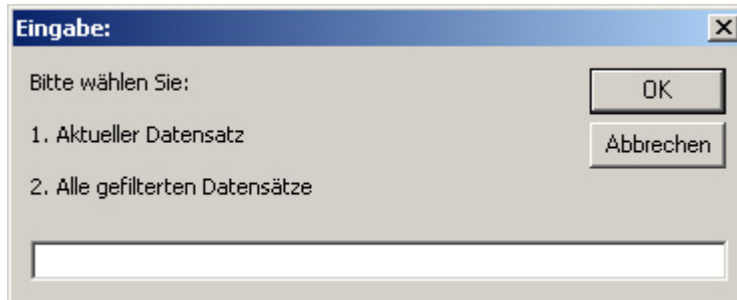 Eingabe:
Bitte wählen Sie:
OK
1. Aktueller Datensatz
Abbrechen
2. Alle gefilterten Datensätze